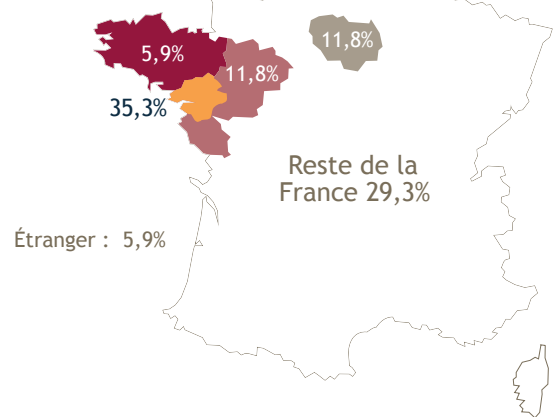 5,9%
11,8%
11,8%
35,3%
Reste de la
France 29,3%
Étranger : 5,9%